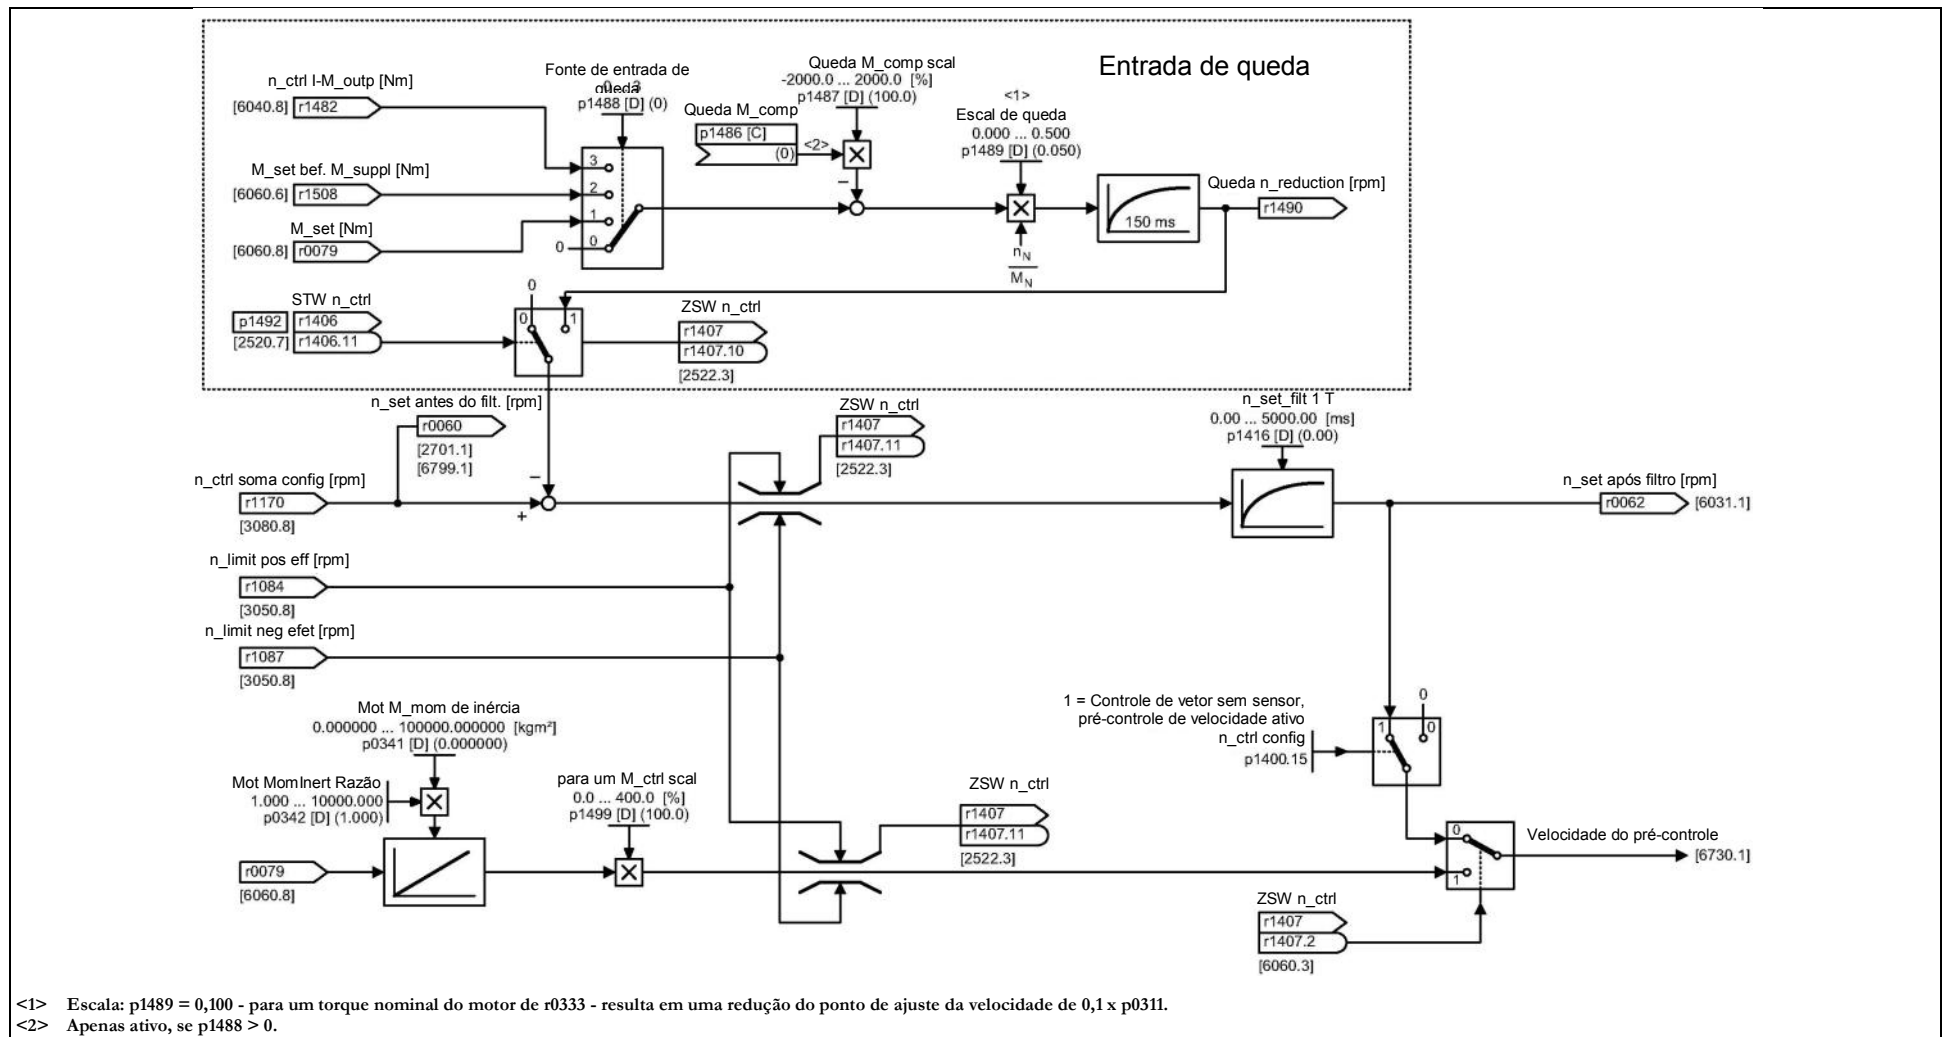 Entrada de queda
n_ctrl I-M_outp [Nm]
[6040.8] r1482
M_set bef. M_suppl [Nm]
[6060.6] r1508
M_set [Nm]
[6060.8] r0079
Fonte de entrada de
queda
p1488 [D] (0)
3
2
1
0
0
Queda M_comp scal
-2000.0 ... 2000.0 [%]
p1487 [D] (100.0)
Queda M_comp
p1486 [C]
(0)
<2>
<1>
Escal de queda
0.000 ... 0.500
p1489 [D] (0.050)
n_N
M_N
150 ms
Queda n_reduction [rpm]
r1490
STW n_ctrl
p1492 r1406
[2520.7] r1406.11
0
0 1
ZSW n_ctrl
r1407
r1407.10
[2522.3]
n_set antes do filt. [rpm]
r0060
[2701.1]
[6799.1]
ZSW n_ctrl
r1407
r1407.11
[2522.3]
n_set_filt 1 T
0.00 ... 5000.00 [ms]
p1416 [D] (0.00)
n_ctrl soma config [rpm]
r1170
[3080.8]
n_set após filtro [rpm]
r0062 [6031.1]
n_limit pos eff [rpm]
r1084
[3050.8]
n_limit neg efet [rpm]
r1087
[3050.8]
1 = Controle de vetor sem sensor,
pré-controle de velocidade ativo
n_ctrl config
p1400.15
0
1 0
Mot M_mom de inércia
0.000000 ... 100000.000000 [kgm²]
p0341 [D] (0.000000)
Mot MomInert Razão
1.000 ... 10000.000
p0342 [D] (1.000)
para um M_ctrl scal
0.0 ... 400.0 [%]
p1499 [D] (100.0)
ZSW n_ctrl
r1407
r1407.11
[2522.3]
r0079
[6060.8]
0
1
Velocidade do pré-controle
[6730.1]
ZSW n_ctrl
r1407
r1407.2
[6060.3]
<1> Escala: p1489 = 0,100 - para um torque nominal do motor de r0333 - resulta em uma redução do ponto de ajuste da velocidade de 0,1 x p0311.
<2> Apenas ativo, se p1488 > 0.